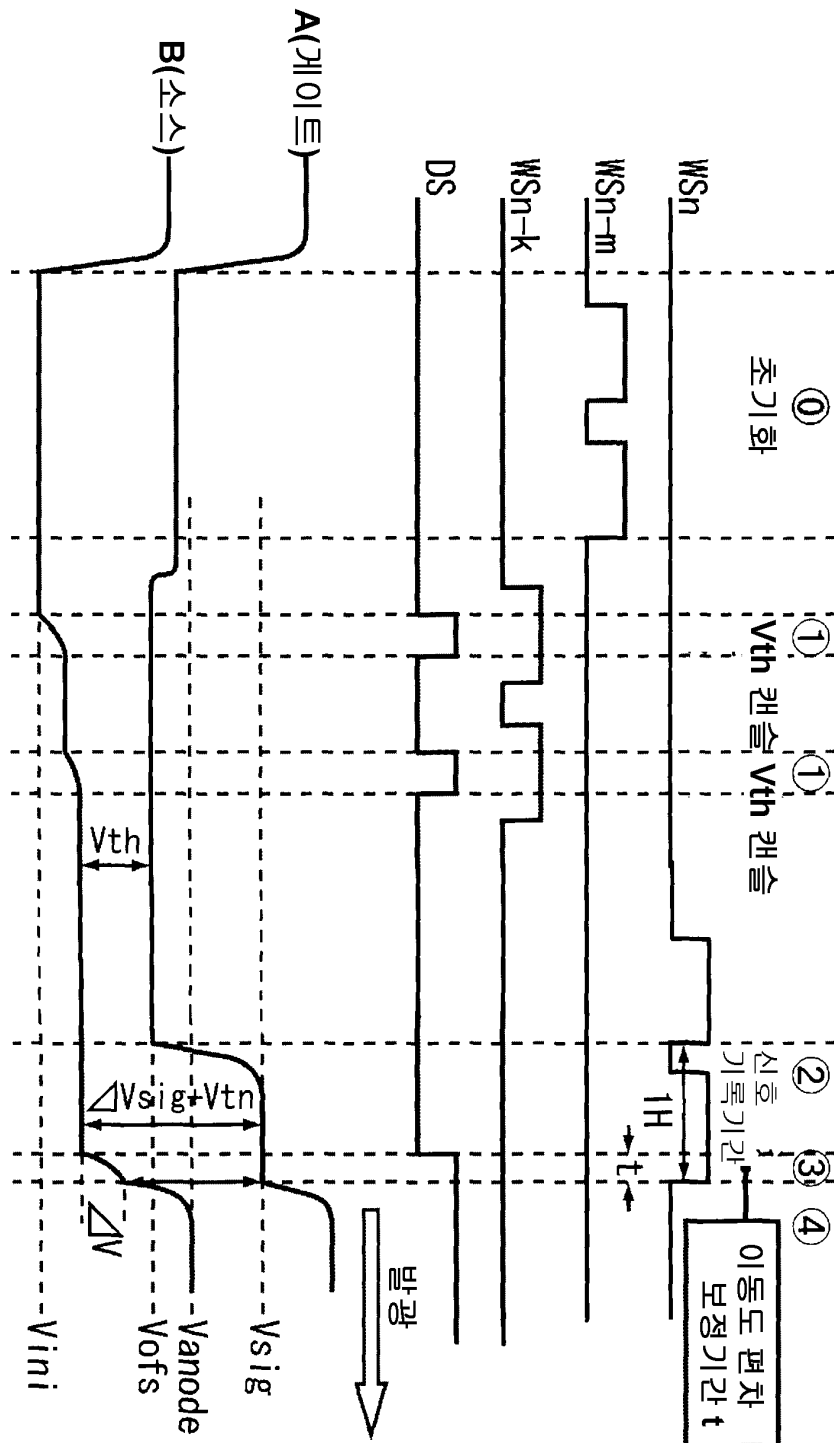 ⓪
초기화
①
Vth 캔슬
①
Vth 캔슬
②
신호
기록기간
③
④
이동도 편차
보정기간 t
WSn
1H
WSn-m
t
WSn-k
DS
발광
A(게이트)
B(소스)
Vth
⊿Vsig+Vtn
⊿V
Vsig
Vanode
Vofs
Vini